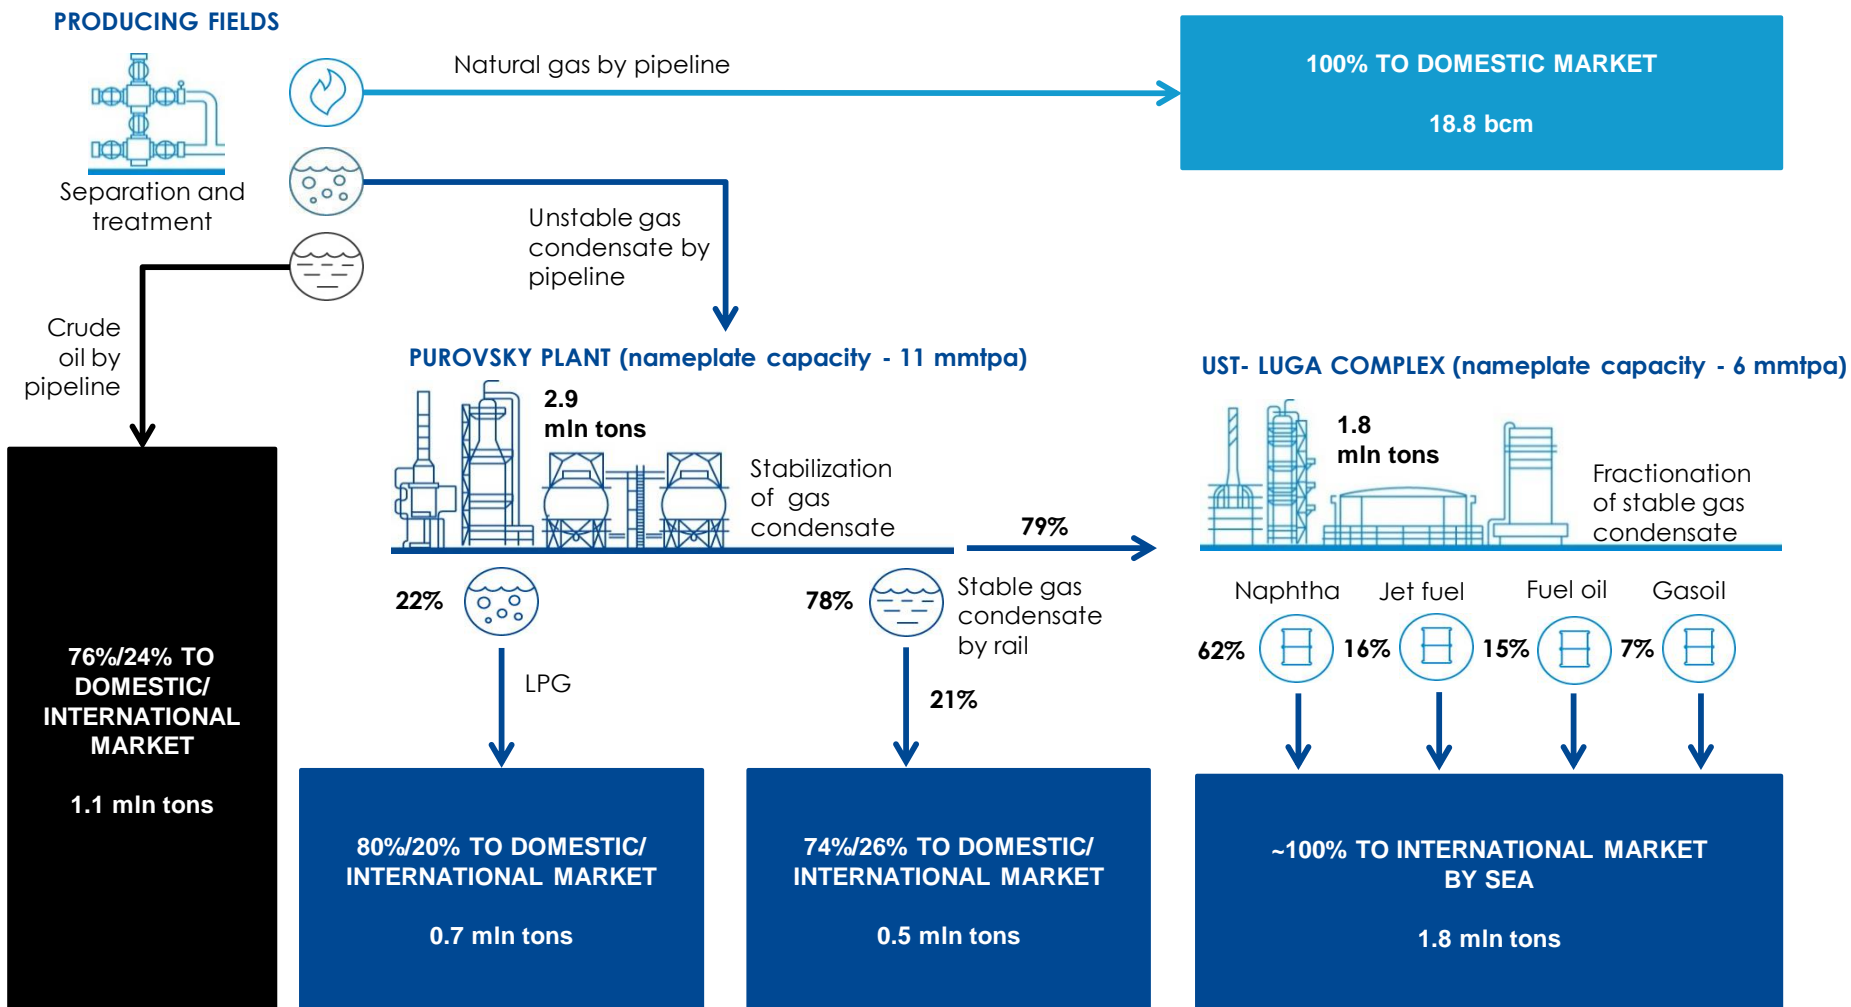 PRODUCING FIELDS
Natural gas by pipeline
100% TO DOMESTIC MARKET
18.8 bcm
Separation and
treatment
Unstable gas
condensate by
pipeline
Crude
oil by
pipeline
PUROVSKY PLANT (nameplate capacity - 11 mmtpa)
2.9
mln tons
Stabilization
of gas
condensate
79%
UST- LUGA COMPLEX (nameplate capacity - 6 mmtpa)
1.8
mln tons
Fractionation
of stable gas
condensate
22%
78%
Stable gas
condensate
by rail
Naphtha
Jet fuel
Fuel oil
Gasoil
62%
16%
15%
7%
LPG
21%
76%/24% TO
DOMESTIC/
INTERNATIONAL
MARKET
1.1 mln tons
80%/20% TO DOMESTIC/
INTERNATIONAL MARKET
0.7 mln tons
74%/26% TO DOMESTIC/
INTERNATIONAL MARKET
0.5 mln tons
~100% TO INTERNATIONAL MARKET
BY SEA
1.8 mln tons